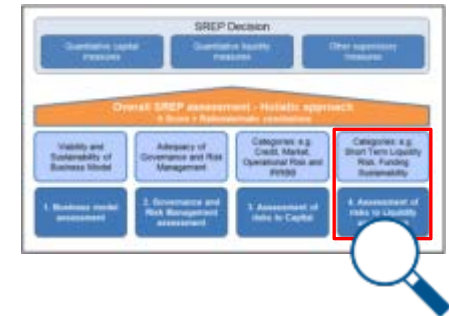 SREP Decision
Quantitative capital
measures
Quantitative liquidity
measures
Other supervisory
measures
Overall SREP assessment - Holistic approach
Viability and
Sustainability of
Business Model
Adequacy of
Governance and Risk
Management
Categories: e.g.
Credit, Market,
Operational Risk and
IRRBB
Categories: e.g.
Short Term Liquidity
Risk, Funding
Sustainability
1. Business model
assessment
2. Governance and
Risk Management
assessment
3. Assessment of
risks to Capital
4. Assessment of
risks to Liquidity